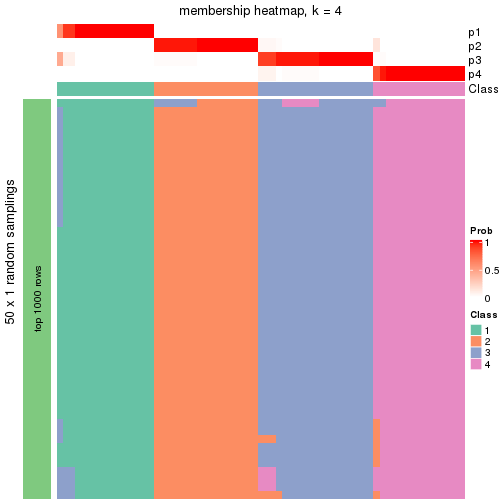 membership heatmap, k = 4
p1
p2
p3
p4
Class
50 x 1 random samplings
top 1000 rows
Prob
1
0.5
0
Class
1
2
3
4